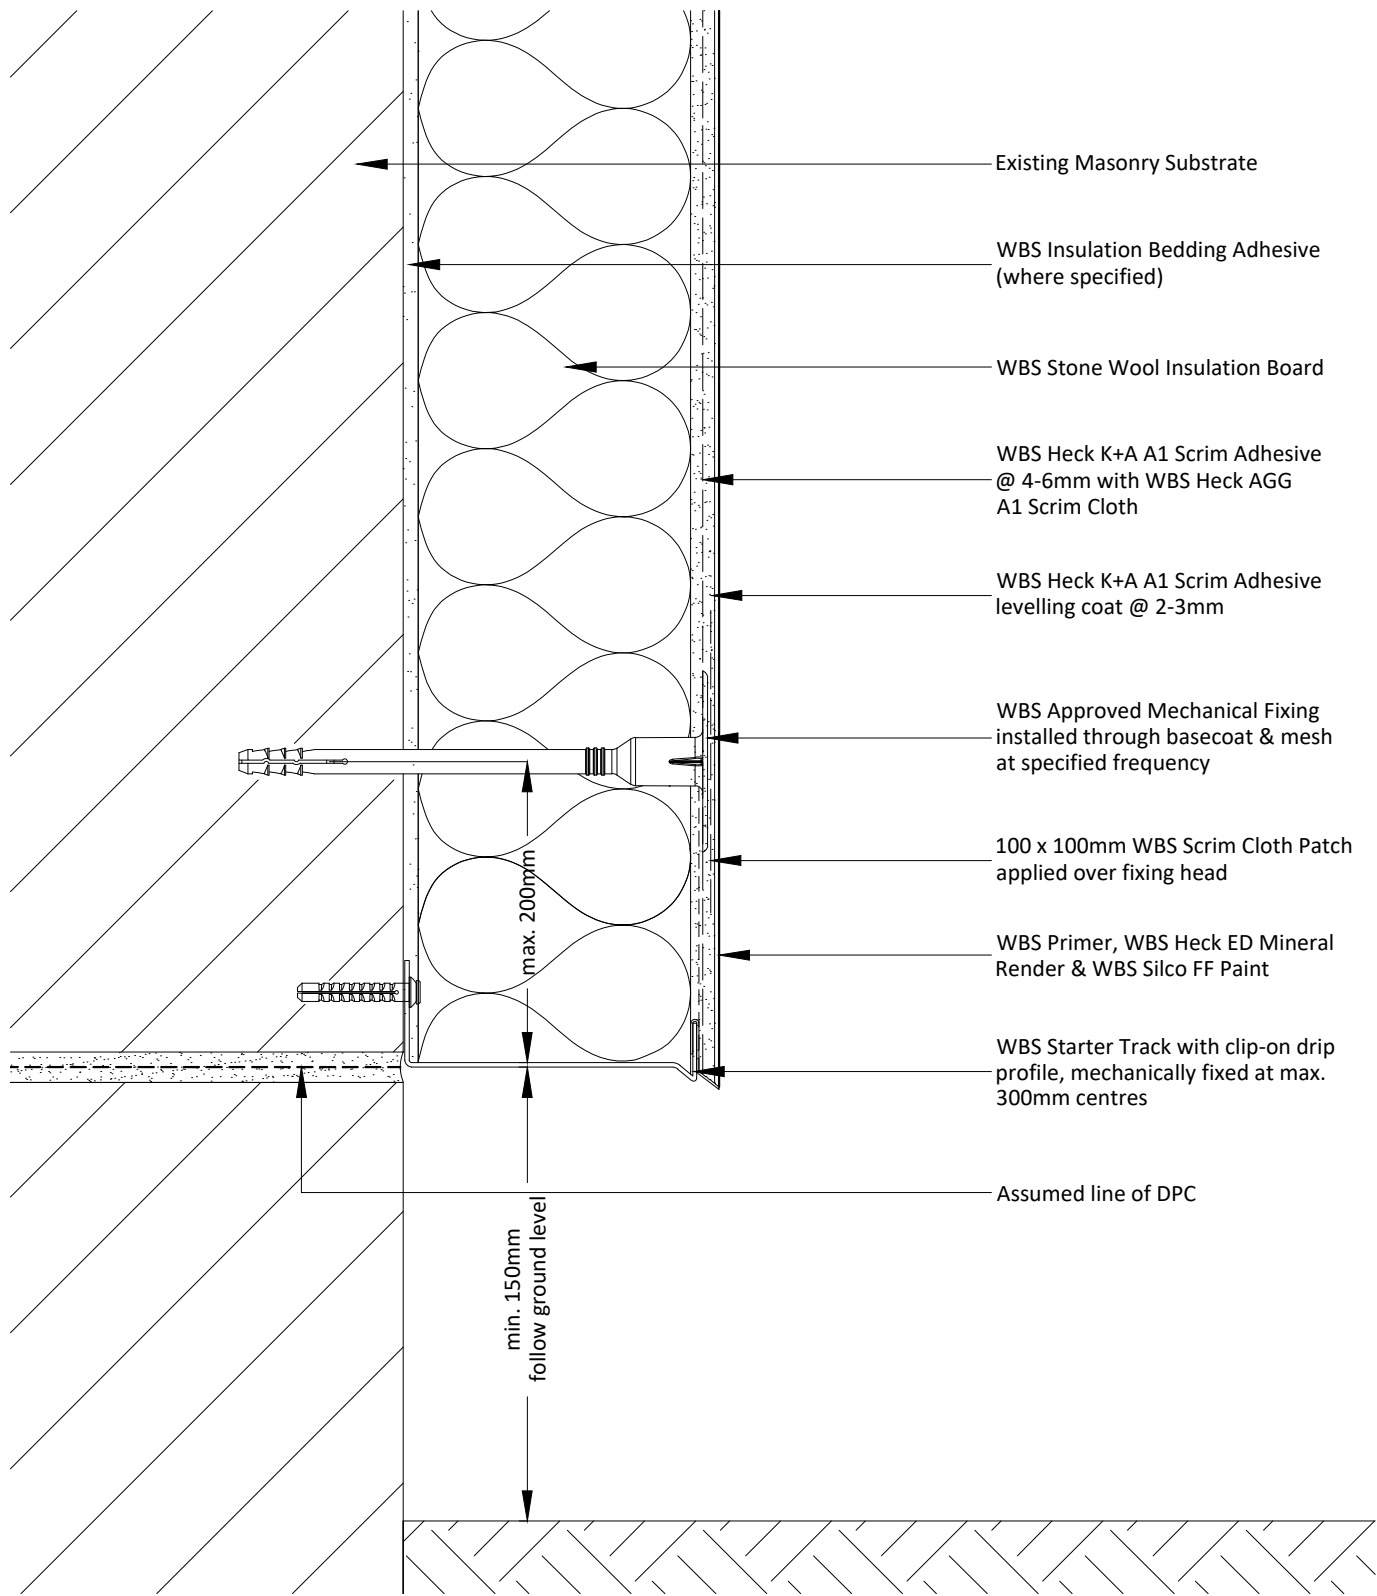 Existing Masonry Substrate
WBS Insulation Bedding Adhesive
(where specified)
WBS Stone Wool Insulation Board
WBS Heck K+A A1 Scrim Adhesive
@ 4-6mm with WBS Heck AGG
A1 Scrim Cloth
WBS Heck K+A A1 Scrim Adhesive
levelling coat @ 2-3mm
WBS Approved Mechanical Fixing
installed through basecoat & mesh
at specified frequency
100 x 100mm WBS Scrim Cloth Patch
applied over fixing head
WBS Primer, WBS Heck ED Mineral
Render & WBS Silco FF Paint
WBS Starter Track with clip-on drip
profile, mechanically fixed at max.
300mm centres
Assumed line of DPC
max. 200mm
min. 150mm
follow ground level